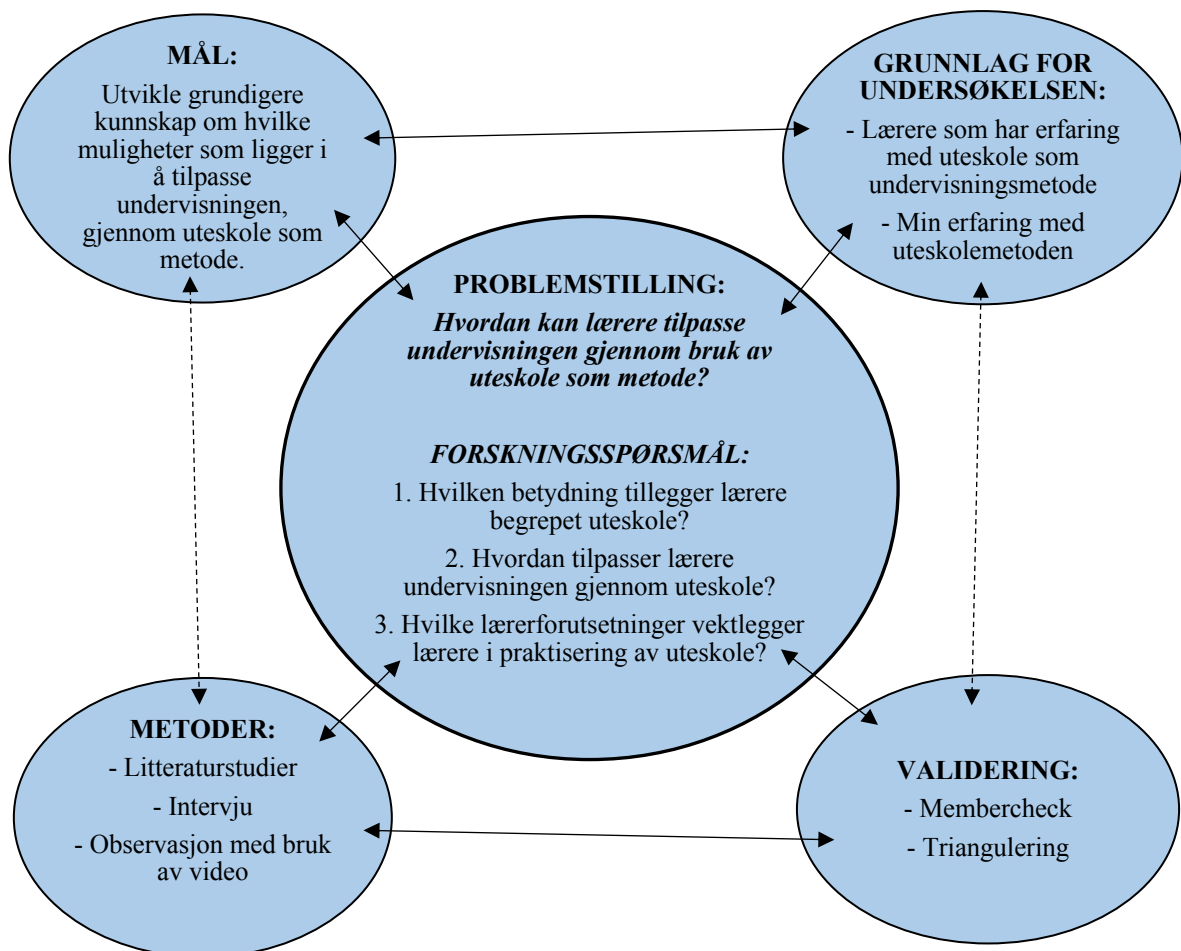 MÅL:
Utvikle grundigere
kunnskap om hvilke
muligheter som ligger i
å tilpasse
undervisningen,
gjennom uteskole som
metode.
GRUNNLAG FOR
UNDERSØKELSEN:
- Lærere som har erfaring
med uteskole som
undervisningsmetode
- Min erfaring med
uteskolemetoden
PROBLEMSTILLING:
Hvordan kan lærere tilpasse
undervisningen gjennom bruk av
uteskole som metode?
FORSKNINGSSPØRSMÅL:
1. Hvilken betydning tillegger lærere
begrepet uteskole?
2. Hvordan tilpasser lærere
undervisningen gjennom uteskole?
3. Hvilke lærerforutsetninger vektlegger
lærere i praktisering av uteskole?
METODER:
- Litteraturstudier
- Intervju
- Observasjon med bruk
av video
VALIDERING:
- Membercheck
- Triangulering